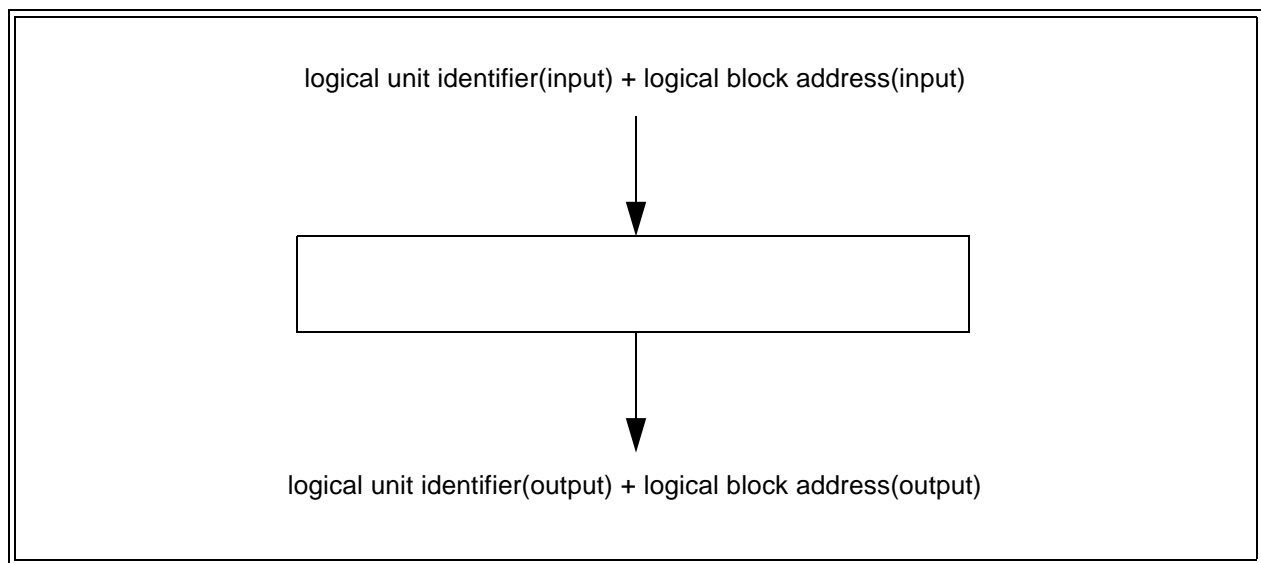 logical unit identifier(input) + logical block address(input)
logical unit identifier(output) + logical block address(output)